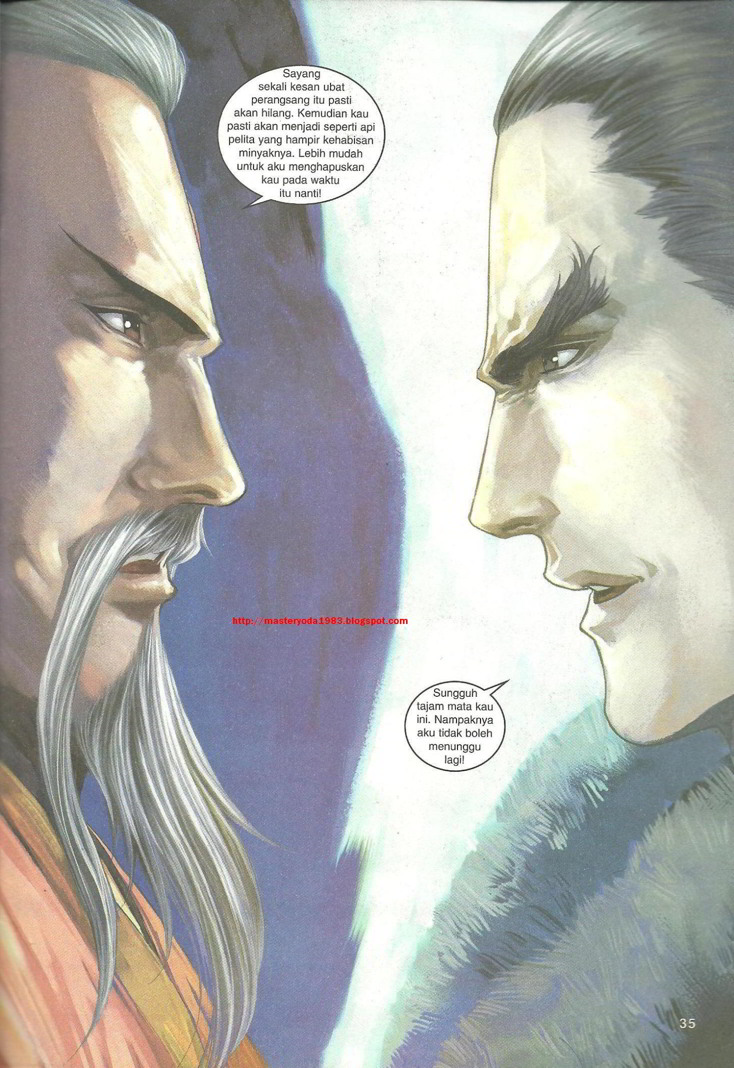 Sayang
sekali kesan ubat
perangsang itu pasti
akan hilang. Kemudian kau
pasti akan menjadi seperti api
pelita yang hampir kehabisan
minyaknya. Lebih mudah
untuk aku menghapuskan
kau pada waktu
itu nanti!
http://masteryoda1983.blogspot.com
Sungguh
tajam mata kau
ini. Nampaknya
aku tidak boleh
menunggu
lagi!
35